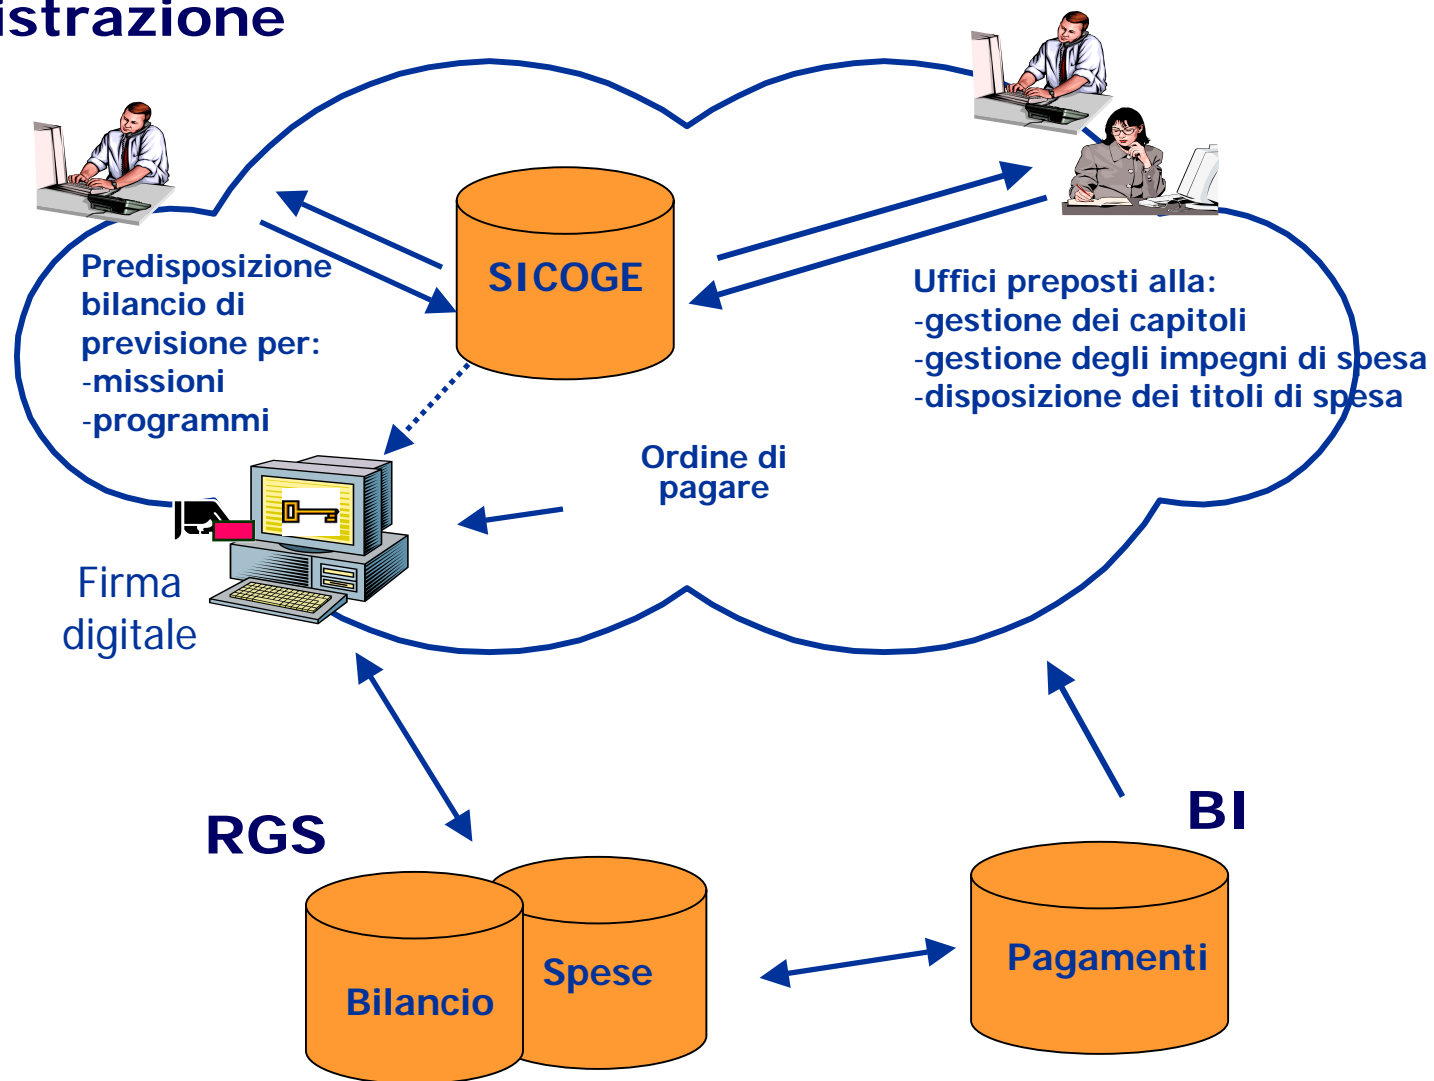 istrazione
SICOGE
Predisposizione
bilancio di
previsione per:
-missioni
-programmi
Uffici preposti alla:
-gestione dei capitoli
-gestione degli impegni di spesa
-disposizione dei titoli di spesa
Ordine di
pagare
Firma
digitale
RGS
BI
Bilancio
Spese
Pagamenti